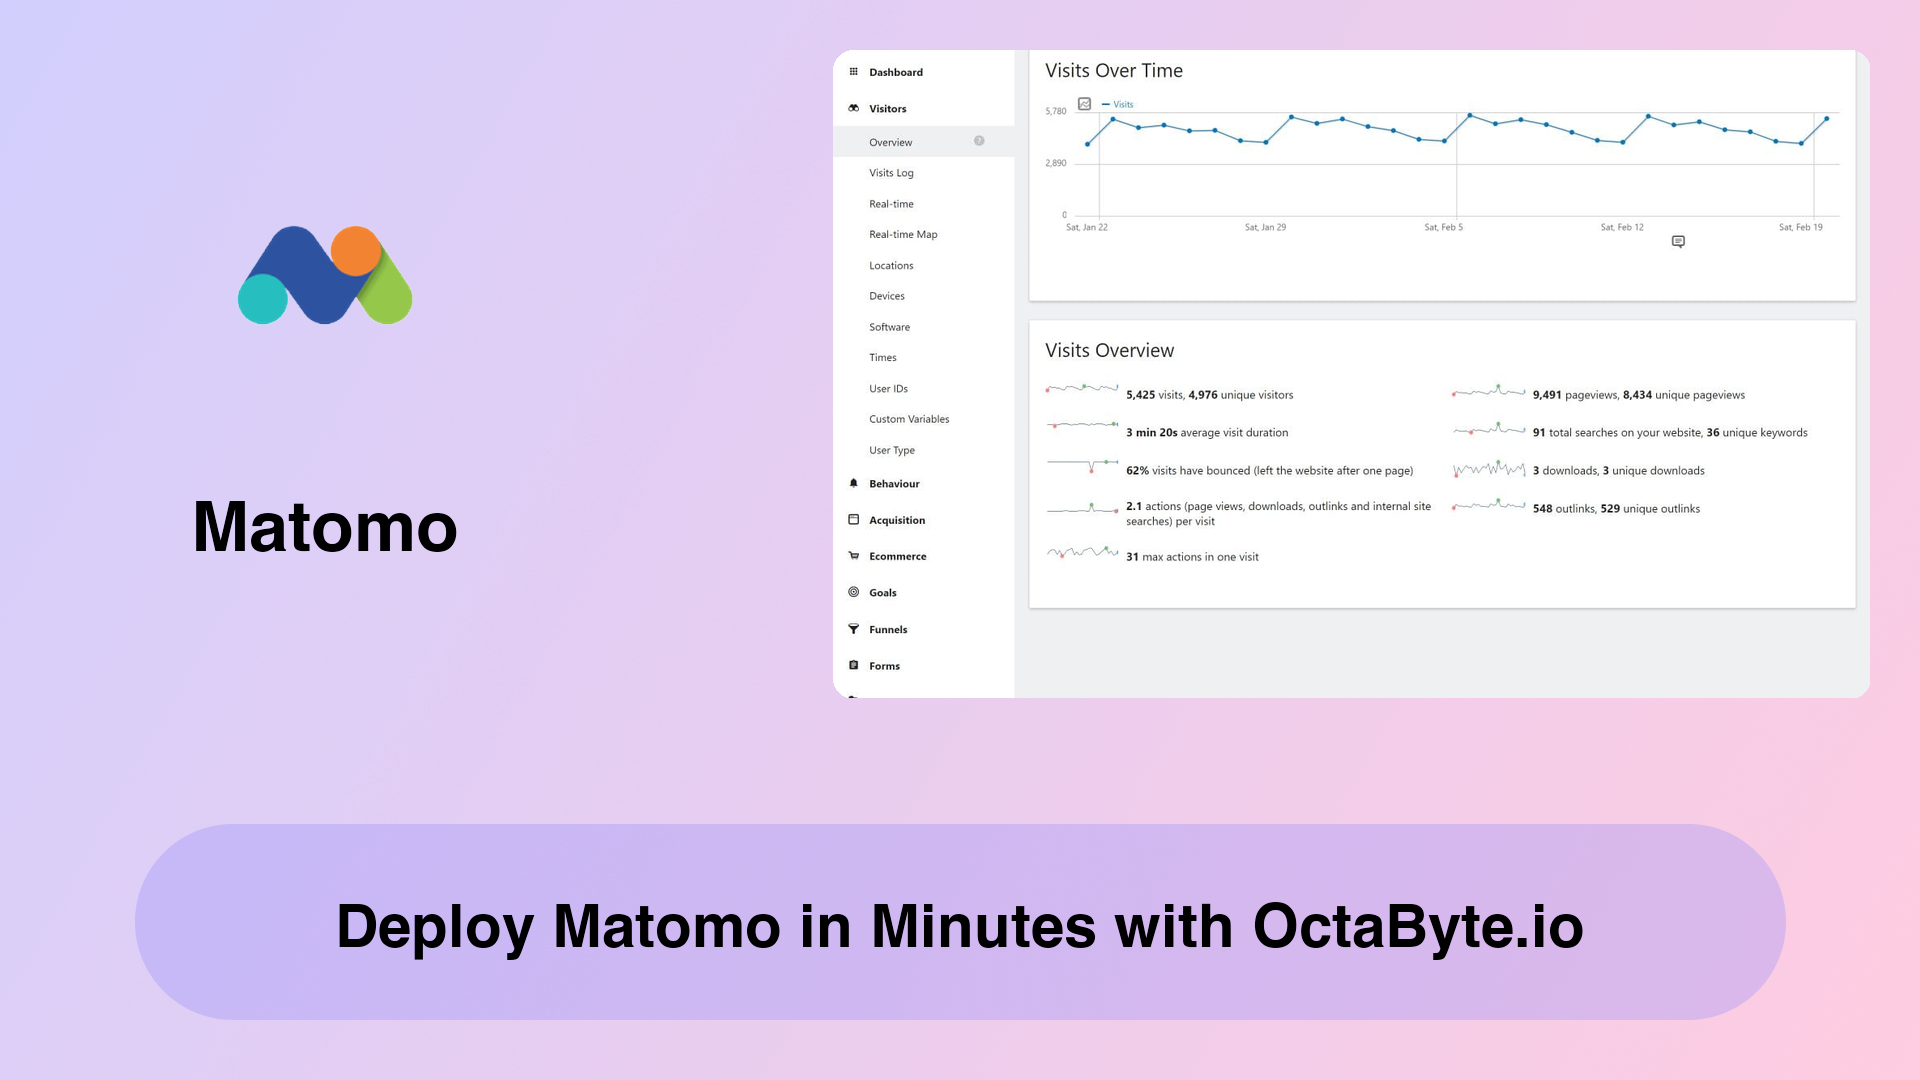 Matomo
Dashboard
Visitors
Overview
?
Visits Log
Real-time
Real-time Map
Locations
Devices
Software
Times
User IDs
Custom Variables
User Type
Behaviour
Acquisition
Ecommerce
Goals
Funnels
Forms
Visits Over Time
Visits
5,780
2,890
0
Sat, Jan 22
Sat, Jan 29
Sat, Feb 5
Sat, Feb 12
Sat, Feb 19
Visits Overview
5,425 visits, 4,976 unique visitors
3 min 20s average visit duration
62% visits have bounced (left the website after one page)
2.1 actions (page views, downloads, outlinks and internal site
searches) per visit
31 max actions in one visit
9,491 pageviews, 8,434 unique pageviews
91 total searches on your website, 36 unique keywords
3 downloads, 3 unique downloads
548 outlinks, 529 unique outlinks
Deploy Matomo in Minutes with OctaByte.io